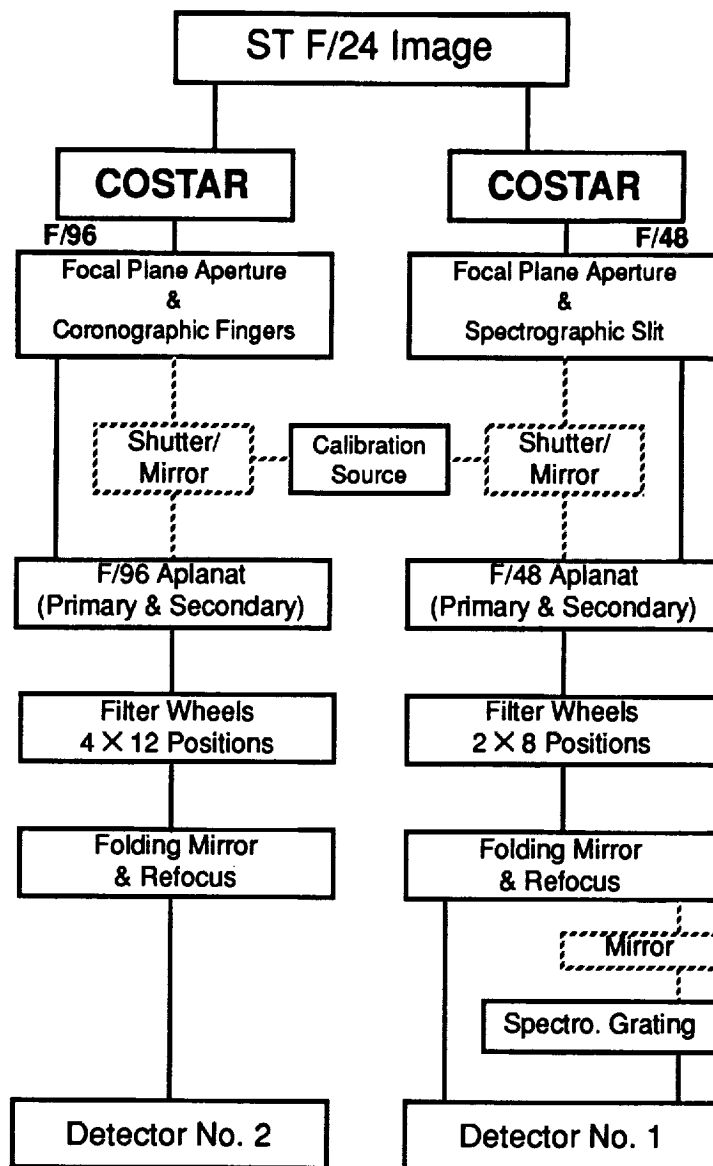 ST F/24 Image
COSTAR
COSTAR
F/96
F/48
Focal Plane Aperture
&
Coronographic Fingers
Focal Plane Aperture
&
Spectrographic Slit
Shutter/
Mirror
Calibration
Source
Shutter/
Mirror
F/96 Aplanat
(Primary & Secondary)
F/48 Aplanat
(Primary & Secondary)
Filter Wheels
4 X 12 Positions
Filter Wheels
2 X 8 Positions
Folding Mirror
& Refocus
Folding Mirror
& Refocus
Mirror
Spectro. Grating
Detector No. 2
Detector No. 1